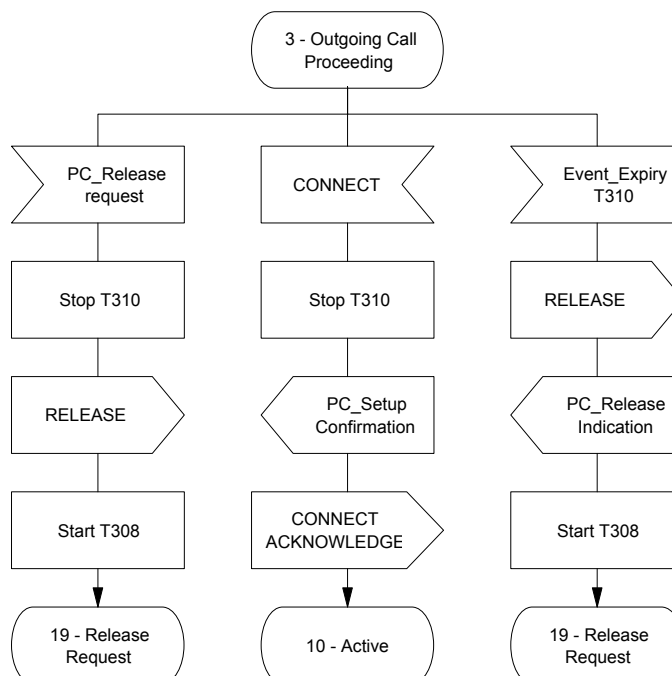 3 - Outgoing Call
Proceeding
PC_Release
request
CONNECT
Event_Expiry
T310
Stop T310
Stop T310
RELEASE
RELEASE
PC_Setup
Confirmation
PC_Release
Indication
Start T308
CONNECT
ACKNOWLEDGE
Start T308
19 - Release
Request
10 - Active
19 - Release
Request